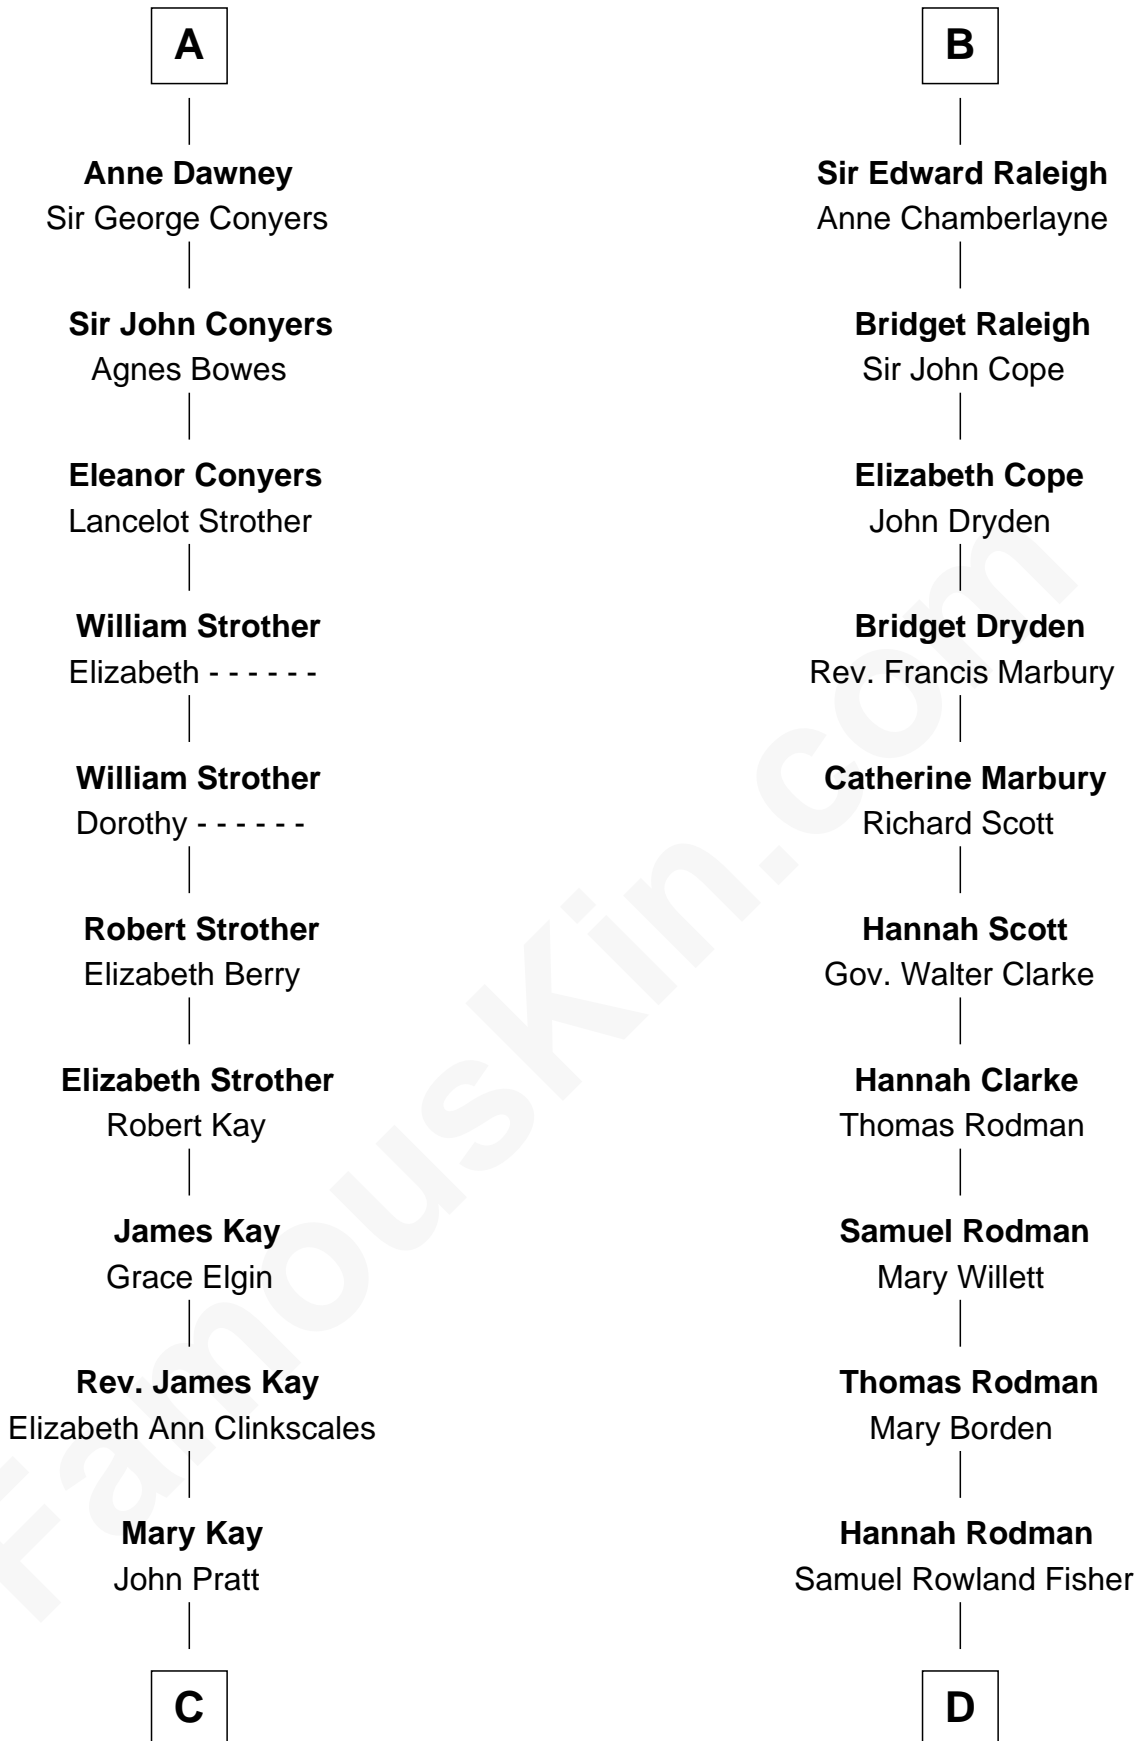 A
Anne Dawney
Sir George Conyers
Sir John Conyers
Agnes Bowes
Eleanor Conyers
Lancelot Strother
William Strother
Elizabeth - - - - - -
William Strother
Dorothy - - - - - -
Robert Strother
Elizabeth Berry
Elizabeth Strother
Robert Kay
James Kay
Grace Elgin
Rev. James Kay
Elizabeth Ann Clinkscales
Mary Kay
John Pratt
C
B
Sir Edward Raleigh
Anne Chamberlayne
Bridget Raleigh
Sir John Cope
Elizabeth Cope
John Dryden
Bridget Dryden
Rev. Francis Marbury
Catherine Marbury
Richard Scott
Hannah Scott
Gov. Walter Clarke
Hannah Clarke
Thomas Rodman
Samuel Rodman
Mary Willett
Thomas Rodman
Mary Borden
Hannah Rodman
Samuel Rowland Fisher
D
FamousKin.com